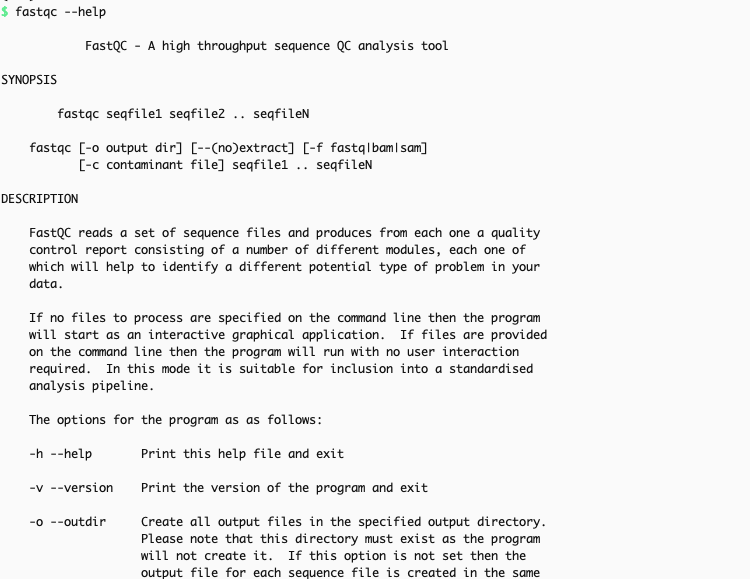 $ fastqc --help
FastQC - A high throughput sequence QC analysis tool
SYNOPSIS
fastqc seqfile1 seqfile2 .. seqfileN
fastqc [-o output dir] [--(no)extract] [-f fastq|bam|sam]
[-c contaminant file] seqfile1 .. seqfileN
DESCRIPTION
FastQC reads a set of sequence files and produces from each one a quality
control report consisting of a number of different modules, each one of
which will help to identify a different potential type of problem in your
data.
If no files to process are specified on the command line then the program
will start as an interactive graphical application.  If files are provided
on the command line then the program will run with no user interaction
required.  In this mode it is suitable for inclusion into a standardised
analysis pipeline.
The options for the program as as follows:
-h --help       Print this help file and exit
-v --version    Print the version of the program and exit
-o --outdir     Create all output files in the specified output directory.
Please note that this directory must exist as the program
will not create it.  If this option is not set then the
output file for each sequence file is created in the same